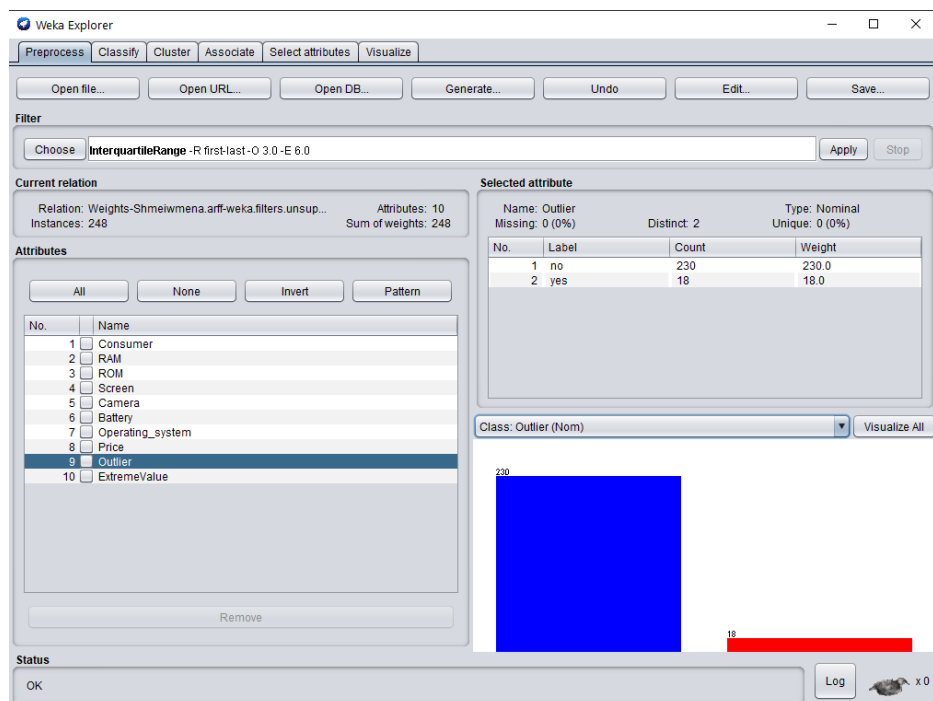 Weka Explorer
Preprocess Classify Cluster Associate Select attributes Visualize
Open file... Open URL... Open DB... Generate... Undo Edit... Save...
Filter
Choose InterquartileRange -R first-last -O 3.0 -E 6.0 Apply Stop
Current relation
Relation: Weights-Shmeiwmena.arff-weka.filters.unsup... Attributes: 10
Instances: 248 Sum of weights: 248
Attributes
All None Invert Pattern
No. Name
1 Consumer
2 RAM
3 ROM
4 Screen
5 Camera
6 Battery
7 Operating_system
8 Price
9 Outlier
10 ExtremeValue
Remove
Selected attribute
Name: Outlier Type: Nominal
Missing: 0 (0%) Distinct: 2 Unique: 0 (0%)
No. Label Count Weight
1 no 230 230.0
2 yes 18 18.0
Class: Outlier (Nom) Visualize All
230
18
Status
OK Log x 0